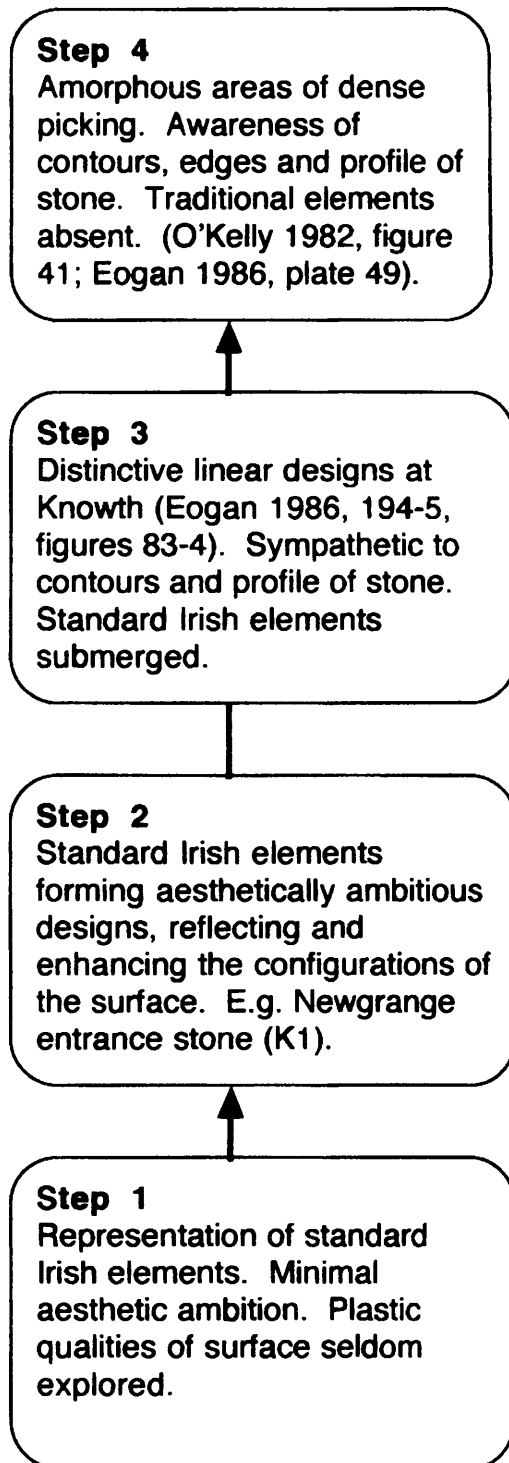 Step 4
Amorphous areas of dense
picking. Awareness of
contours, edges and profile of
stone. Traditional elements
absent. (O'Kelly 1982, figure
41; Eogan 1986, plate 49).
Step 3
Distinctive linear designs at
Knowth (Eogan 1986, 194-5,
figures 83-4). Sympathetic to
contours and profile of stone.
Standard Irish elements
submerged.
Step 2
Standard Irish elements
forming aesthetically ambitious
designs, reflecting and
enhancing the configurations of
the surface. E.g. Newgrange
entrance stone (K1).
Step 1
Representation of standard
Irish elements. Minimal
aesthetic ambition. Plastic
qualities of surface seldom
explored.